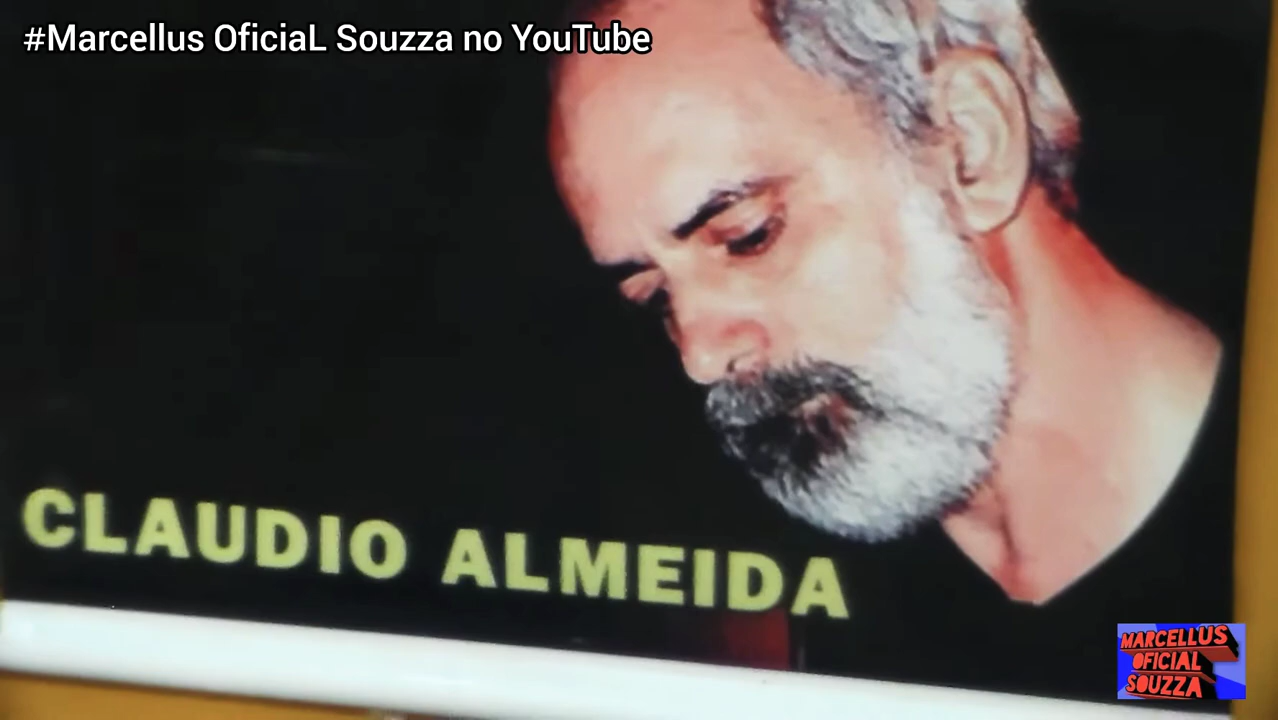 #Marcellus OficiaL Souzza no YouTube
CLAUDIO ALMEIDA
MARCELLUS
OFICIAL
SOUZZA